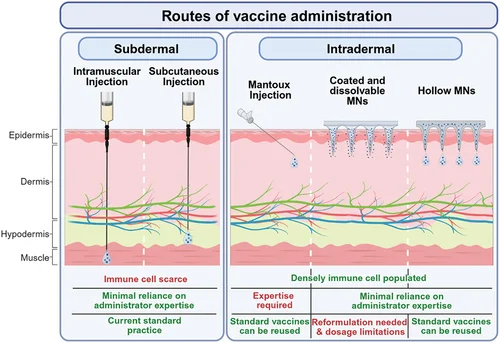 Routes of vaccine administration
Subdermal
Intradermal
Intramuscular
Injection
Subcutaneous
Injection
Mantoux
Injection
Coated and
dissolvable
MNs
Hollow MNs
Epidermis
Dermis
Hypodermis
Muscle
Immune cell scarce
Minimal reliance on
administrator expertise
Current standard
practice
Densely immune cell populated
Expertise
required
Minimal reliance on
administrator expertise
Standard vaccines
can be reused
Reformulation needed
& dosage limitations
Standard vaccines
can be reused